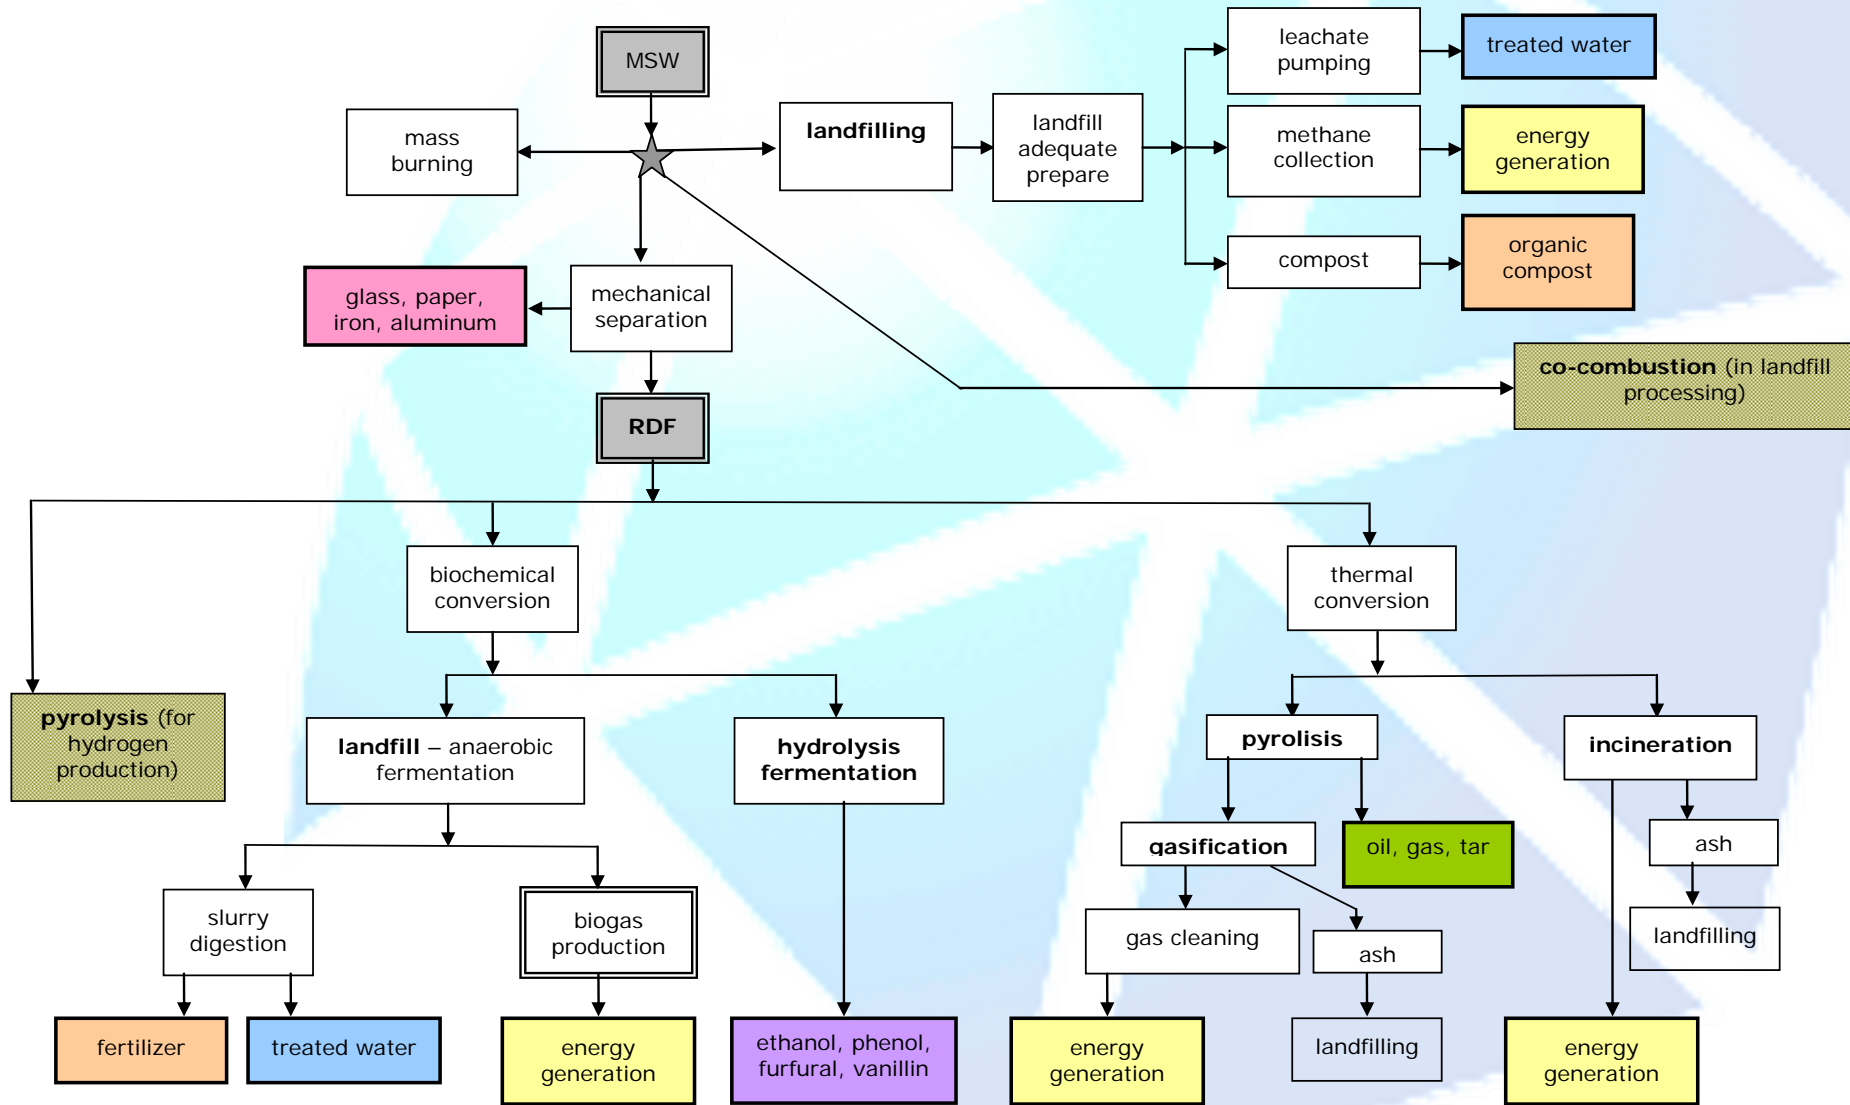 MSW
leachate
pumping
treated water
mass
burning
landfilling
landfill
adequate
prepare
methane
collection
energy
generation
compost
organic
compost
glass, paper,
iron, aluminum
mechanical
separation
co-combustion (in landfill
processing)
RDF
biochemical
conversion
thermal
conversion
pyrolysis (for
hydrogen
production)
landfill – anaerobic
fermentation
hydrolysis
fermentation
pyrolisis
incineration
gasification
oil, gas, tar
ash
slurry
digestion
biogas
production
gas cleaning
ash
landfilling
fertilizer
treated water
energy
generation
ethanol, phenol,
furfural, vanillin
energy
generation
landfilling
energy
generation